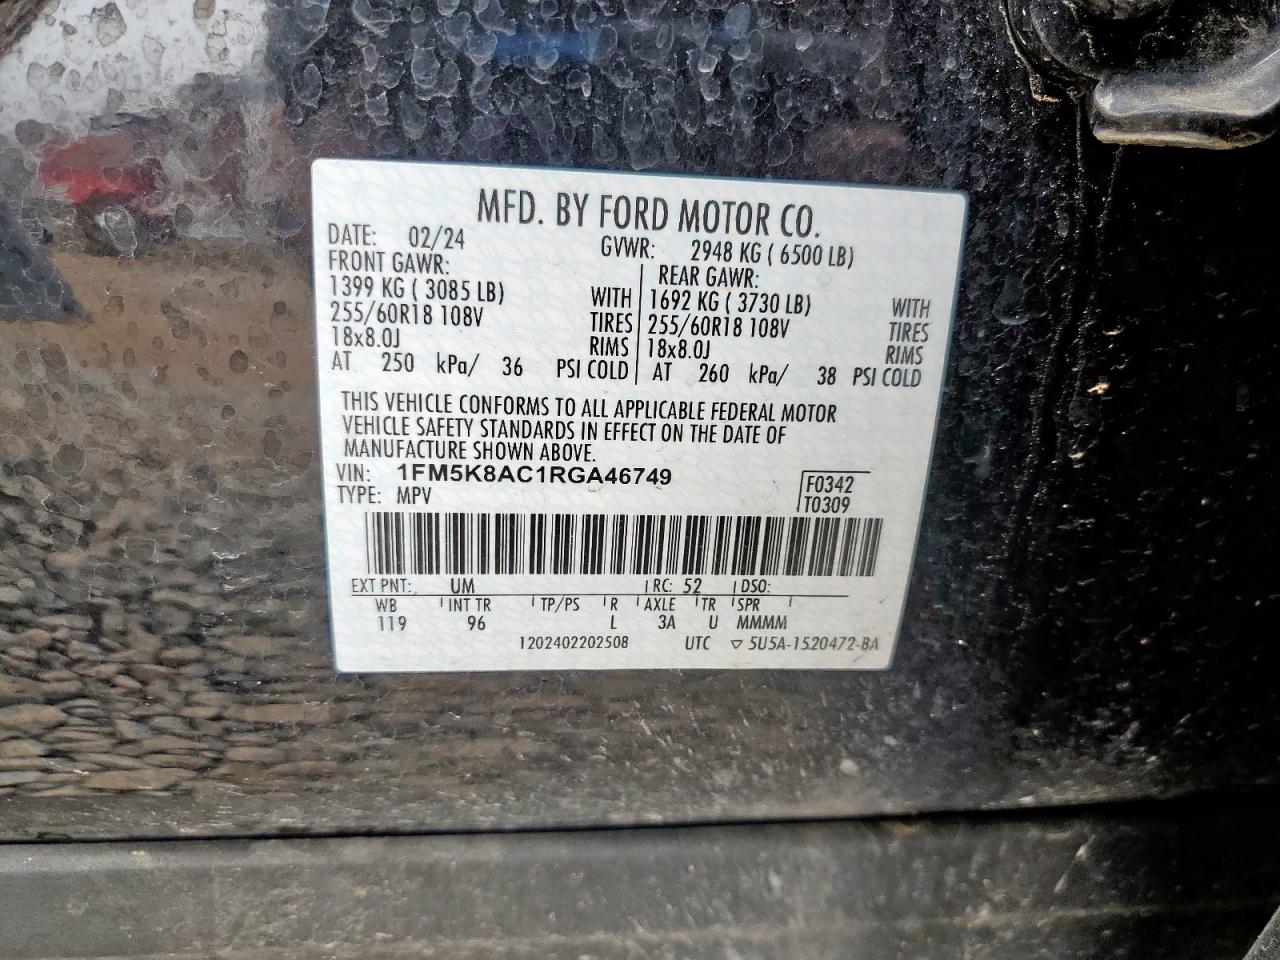 MFD. BY FORD MOTOR CO.
DATE: 02/24 GVWR: 2948 KG ( 6500 LB)
FRONT GAWR: REAR GAWR:
1399 KG ( 3085 LB) WITH 1692 KG ( 3730 LB) WITH
255/60R18 108V TIRES 255/60R18 108V TIRES
18x8.0J RIMS 18x8.0J RIMS
AT 250 kPa/ 36 PSI COLD AT 260 kPa/ 38 PSI COLD
THIS VEHICLE CONFORMS TO ALL APPLICABLE FEDERAL MOTOR
VEHICLE SAFETY STANDARDS IN EFFECT ON THE DATE OF
MANUFACTURE SHOWN ABOVE.
VIN: 1FM5K8AC1RGA46749 F0342
TYPE: MPV T0309
EXT PNT: UM RC: 52 DSO:
WB INT TR TP/PS R AXLE TR SPR
119 96 L 3A U MMMM
1202402202508 UTC ▽ 5U5A-1520472-BA